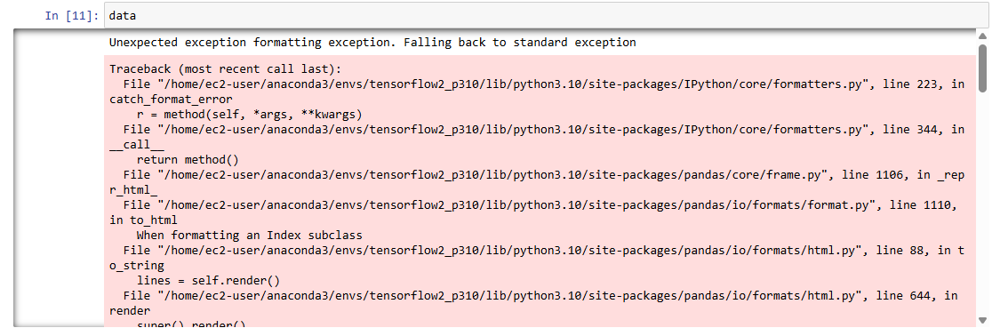 In [11]: data
Unexpected exception formatting exception. Falling back to standard exception
Traceback (most recent call last):
  File "/home/ec2-user/anaconda3/envs/tensorflow2_p310/lib/python3.10/site-packages/IPython/core/formatters.py", line 223, in
catch_format_error
    r = method(self, *args, **kwargs)
  File "/home/ec2-user/anaconda3/envs/tensorflow2_p310/lib/python3.10/site-packages/IPython/core/formatters.py", line 344, in
__call__
    return method()
  File "/home/ec2-user/anaconda3/envs/tensorflow2_p310/lib/python3.10/site-packages/pandas/core/frame.py", line 1106, in _rep
r_html_
  File "/home/ec2-user/anaconda3/envs/tensorflow2_p310/lib/python3.10/site-packages/pandas/io/formats/format.py", line 1110,
in to_html
    When formatting an Index subclass
  File "/home/ec2-user/anaconda3/envs/tensorflow2_p310/lib/python3.10/site-packages/pandas/io/formats/html.py", line 88, in t
o_string
    lines = self.render()
  File "/home/ec2-user/anaconda3/envs/tensorflow2_p310/lib/python3.10/site-packages/pandas/io/formats/html.py", line 644, in
render
    super().render()